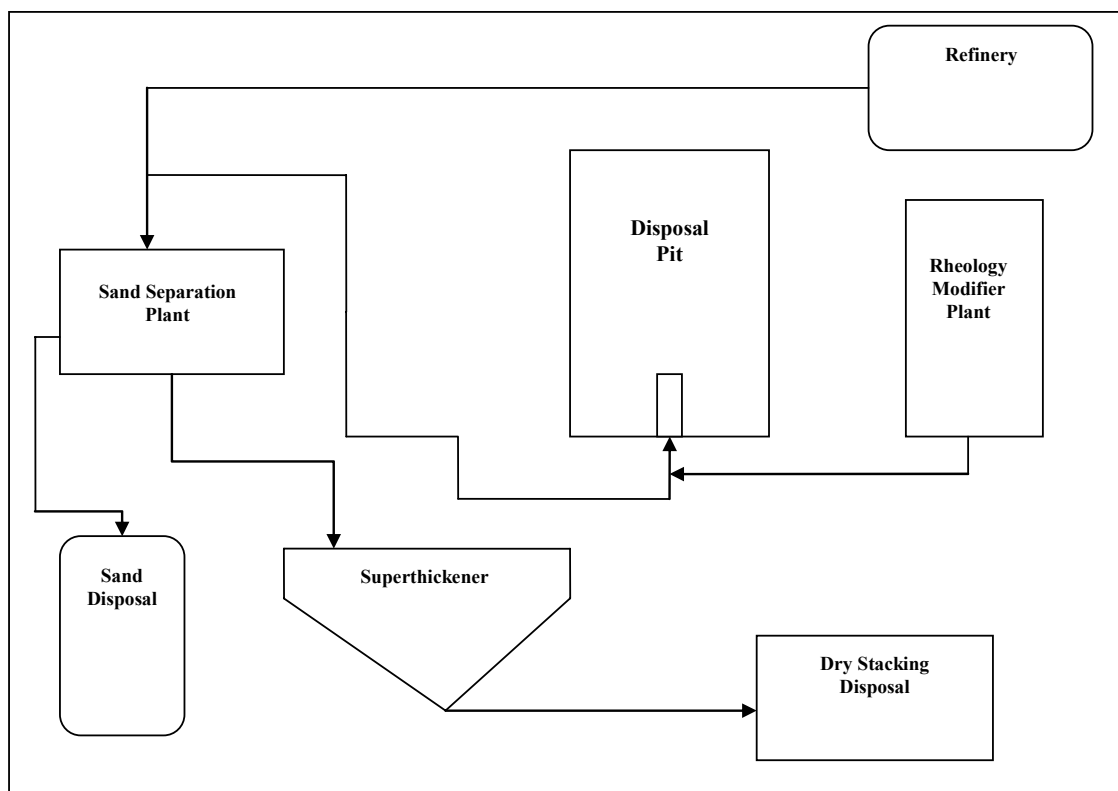 Refinery
Disposal
Pit
Rheology
Modifier
Plant
Sand Separation
Plant
Sand
Disposal
Superthickener
Dry Stacking
Disposal